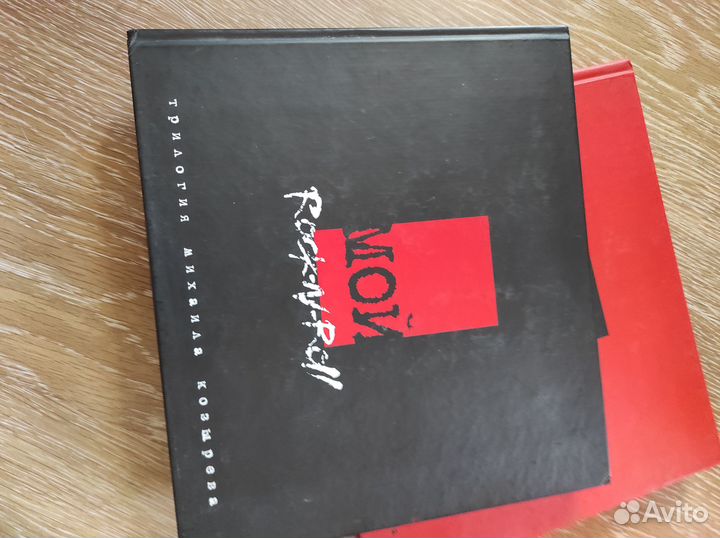 МОЙ
Rock-n-Roll
трилогия михаила козырева
Avito